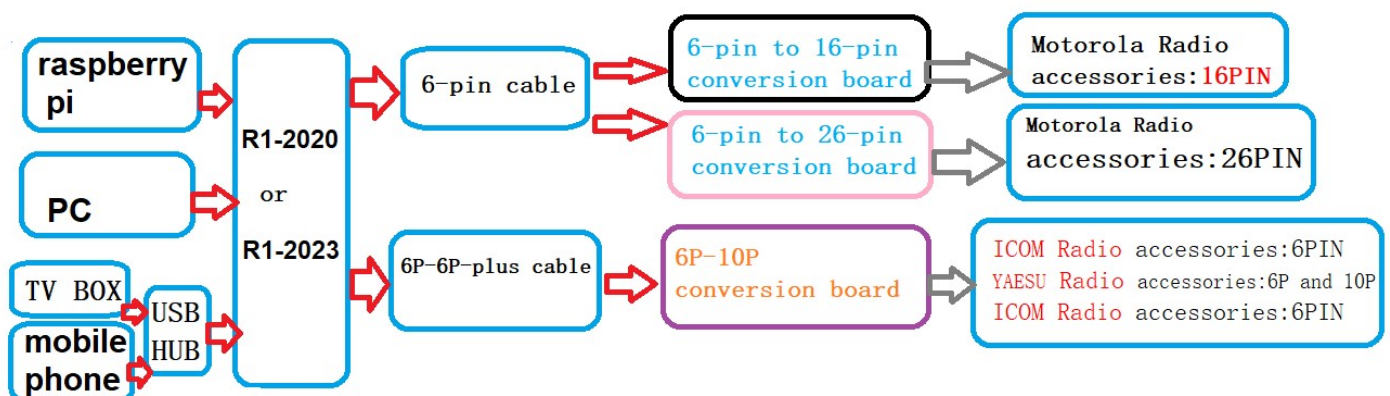 raspberry
pi
PC
TV BOX
mobile
phone
USB
HUB
R1-2020
or
R1-2023
6-pin cable
6P-6P-plus cable
6-pin to 16-pin
conversion board
6-pin to 26-pin
conversion board
6P-10P
conversion board
Motorola Radio
accessories:16PIN
Motorola Radio
accessories:26PIN
ICOM Radio accessories:6PIN
YAESU Radio accessories:6P and 10P
ICOM Radio accessories:6PIN